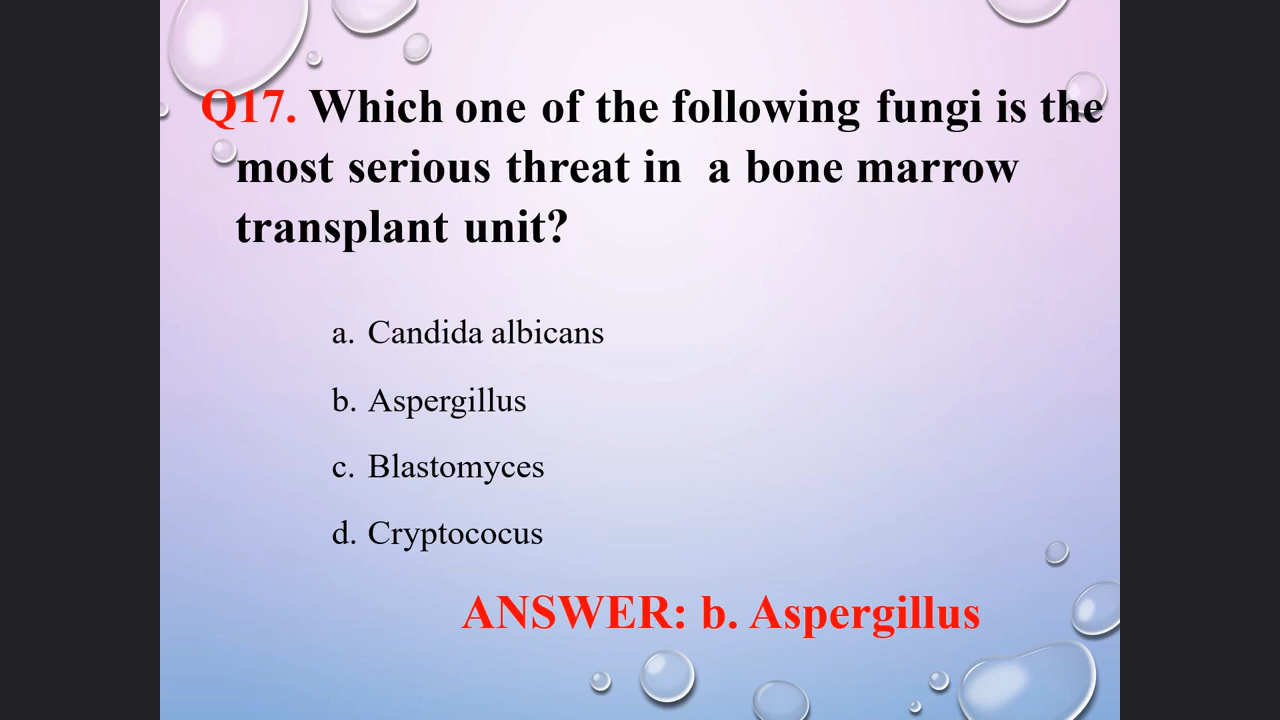 Q17. Which one of the following fungi is the
most serious threat in a bone marrow
transplant unit?
a. Candida albicans
b. Aspergillus
c. Blastomyces
d. Cryptococus
ANSWER: b. Aspergillus